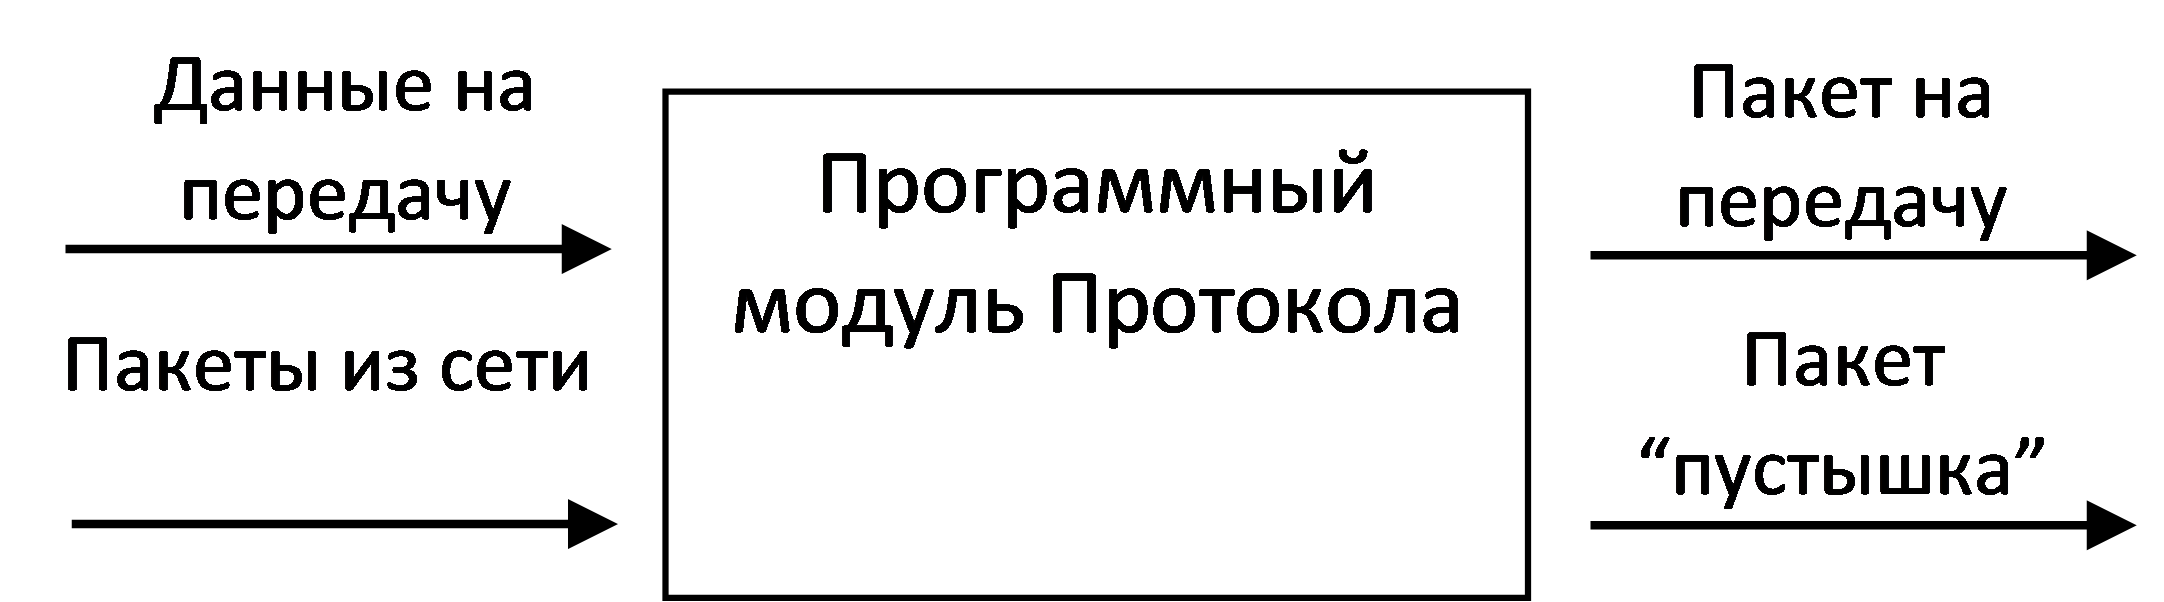 Данные на
передачу
Пакеты из сети
Программный
модуль Протокола
Пакет на
передачу
Пакет
“пустышка”